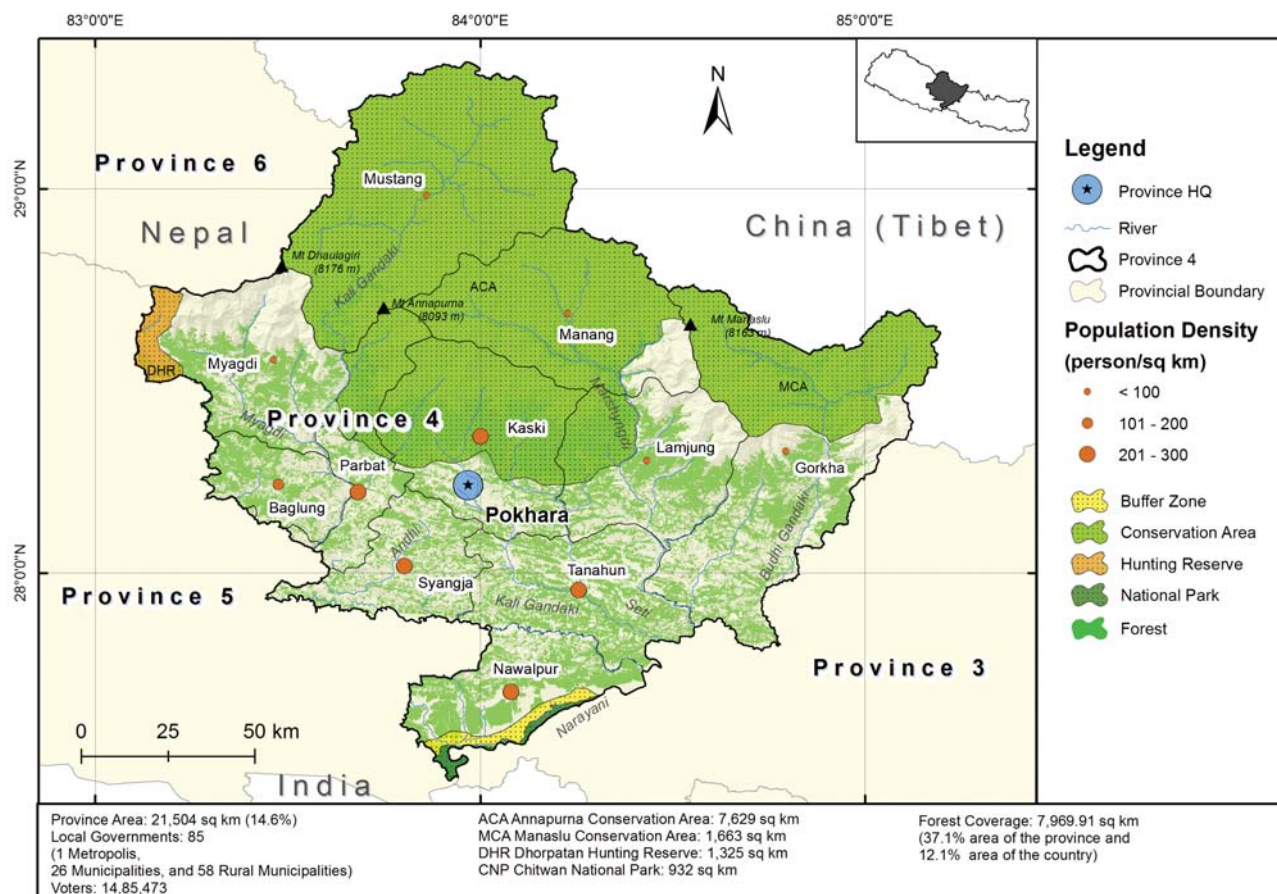 83°0'0"E
84°0'0"E
85°0'0"E
29°0'0"N
28°0'0"N
N
Province 6
Nepal
China (Tibet)
Mustang
Mt Dhaulagiri
(8176 m)
Kali Gandaki
ACA
Mt Annapurna
(8093 m)
Manang
Mt Manaslu
(8163 m)
MCA
DHR
Myagdi
Myagdi
Province 4
Kaski
Marshyngdi
Lamjung
Gorkha
Parbat
Baglung
Pokhara
Budhi Gandaki
Andhi
Syangja
Tanahun
Kali Gandaki
Seti
Province 5
Province 3
Nawalpur
Narayani
0 25 50 km
India
Legend
Province HQ
River
Province 4
Provincial Boundary
Population Density
(person/sq km)
< 100
101 - 200
201 - 300
Buffer Zone
Conservation Area
Hunting Reserve
National Park
Forest
Province Area: 21,504 sq km (14.6%)
Local Governments: 85
(1 Metropolis,
26 Municipalities, and 58 Rural Municipalities)
Voters: 14,85,473
ACA Annapurna Conservation Area: 7,629 sq km
MCA Manaslu Conservation Area: 1,663 sq km
DHR Dhorpatan Hunting Reserve: 1,325 sq km
CNP Chitwan National Park: 932 sq km
Forest Coverage: 7,969.91 sq km
(37.1% area of the province and
12.1% area of the country)